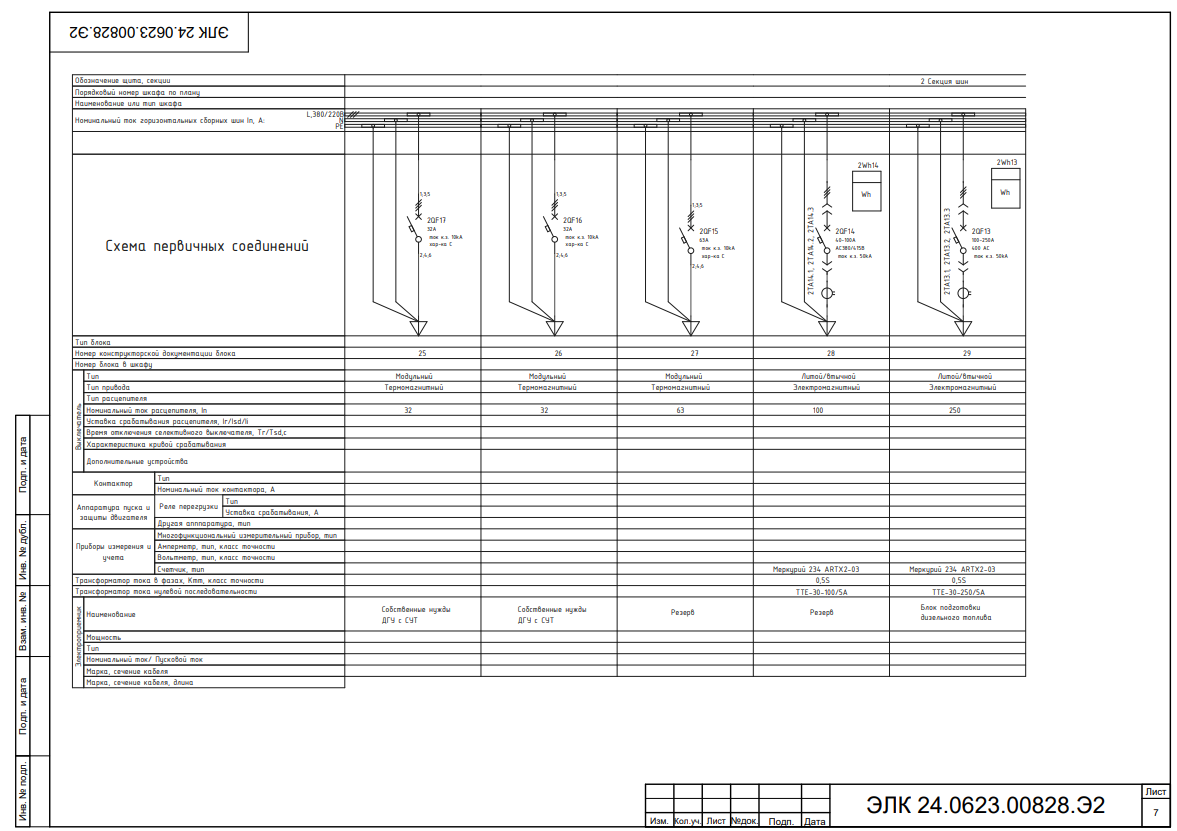 ЭЛК 24.0623.00828.Э2
Обозначение щита, секции
2 Секция шин
Порядковый номер шкафа по плану
Наименование или тип шкафа
Номинальный ток горизонтальных сборных шин In, А:
L,380/220В
N
PE
Схема первичных соединений
1,3,5
2QF17
32А
ток к.з. 10kA
хар-ка С
2,4,6
1,3,5
2QF16
32А
ток к.з. 10kA
хар-ка С
2,4,6
1,3,5
2QF15
63А
ток к.з. 10kA
хар-ка С
2,4,6
2Wh14
Wh
2TA14.1, 2TA14.2, 2TA14.3
2QF14
40-100А
AC380/415В
ток к.з. 50kA
2Wh13
Wh
2TA13.1, 2TA13.2, 2TA13.3
2QF13
100-250А
400 AC
ток к.з. 50kA
Тип блока
Номер конструкторской документации блока 25 26 27 28 29
Номер блока в шкафу
Выключатель
Тип Модульный Модульный Модульный Литой/втычной Литой/втычной
Тип привода Термомагнитный Термомагнитный Термомагнитный Электромагнитный Электромагнитный
Тип расцепителя
Номинальный ток расцепителя, In 32 32 63 100 250
Уставка срабатывания расцепителя, Ir/Isd/Ii
Время отключения селективного выключателя, Tr/Tsd,с
Характеристика кривой срабатывания
Дополнительные устройства
Контактор
Тип
Номинальный ток контактора, А
Аппаратура пуска и защиты двигателя
Реле перегрузки
Тип
Уставка срабатывания, А
Другая апппаратура, тип
Приборы измерения и учета
Многофункциональный измерительный прибор, тип
Амперметр, тип, класс точности
Вольтметр, тип, класс точности
Счетчик, тип Меркурий 234 ARTX2-03 Меркурий 234 ARTX2-03
Трансформатор тока в фазах, Kтт, класс точности 0,5S 0,5S
Трансформатор тока нулевой последовательности ТТЕ-30-100/5А ТТЕ-30-250/5А
Электроприемник
Наименование
Собственные нужды
ДГУ с СУТ
Собственные нужды
ДГУ с СУТ
Резерв
Резерв
Блок подготовки
дизельного топлива
Мощность
Тип
Номинальный ток/ Пусковой ток
Марка, сечение кабеля
Марка, сечение кабеля, длина
Подп. и дата
Инв. № дубл.
Взам. инв. №
Подп. и дата
Инв. № подл.
Изм. Кол.уч. Лист №док. Подп. Дата
ЭЛК 24.0623.00828.Э2
Лист
7